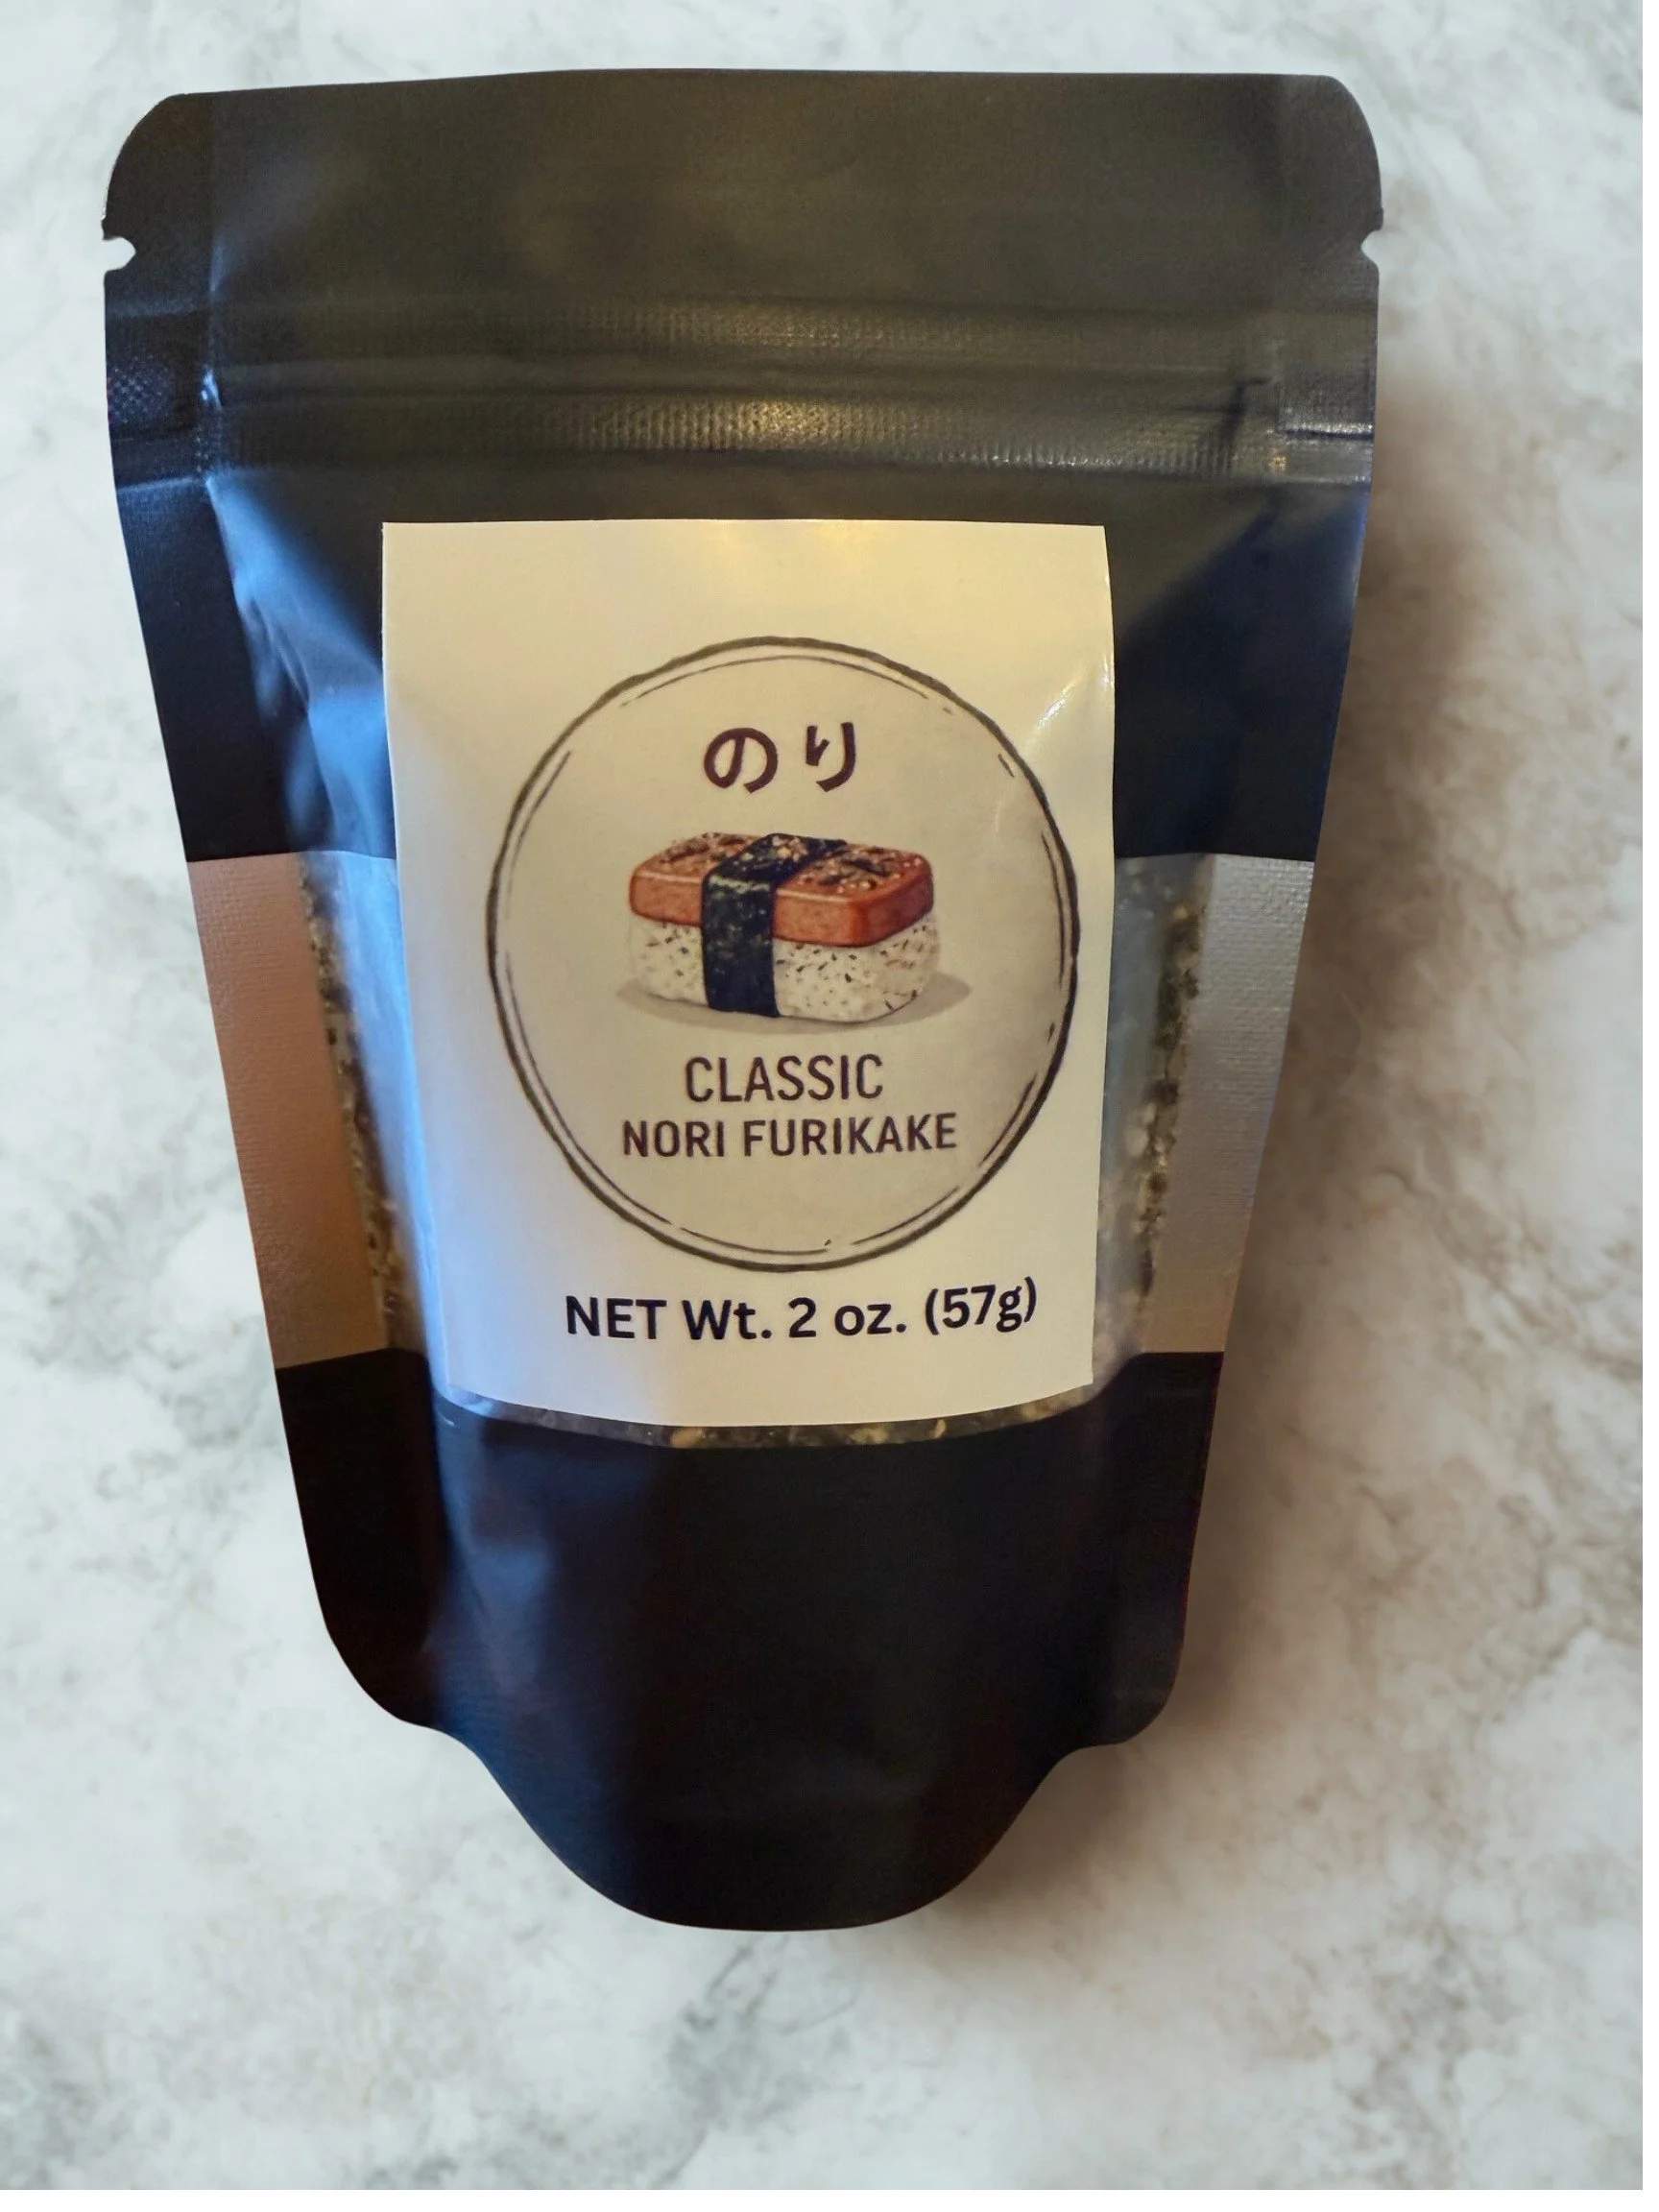 のり
CLASSIC
NORI FURIKAKE
NET Wt. 2 oz. (57g)